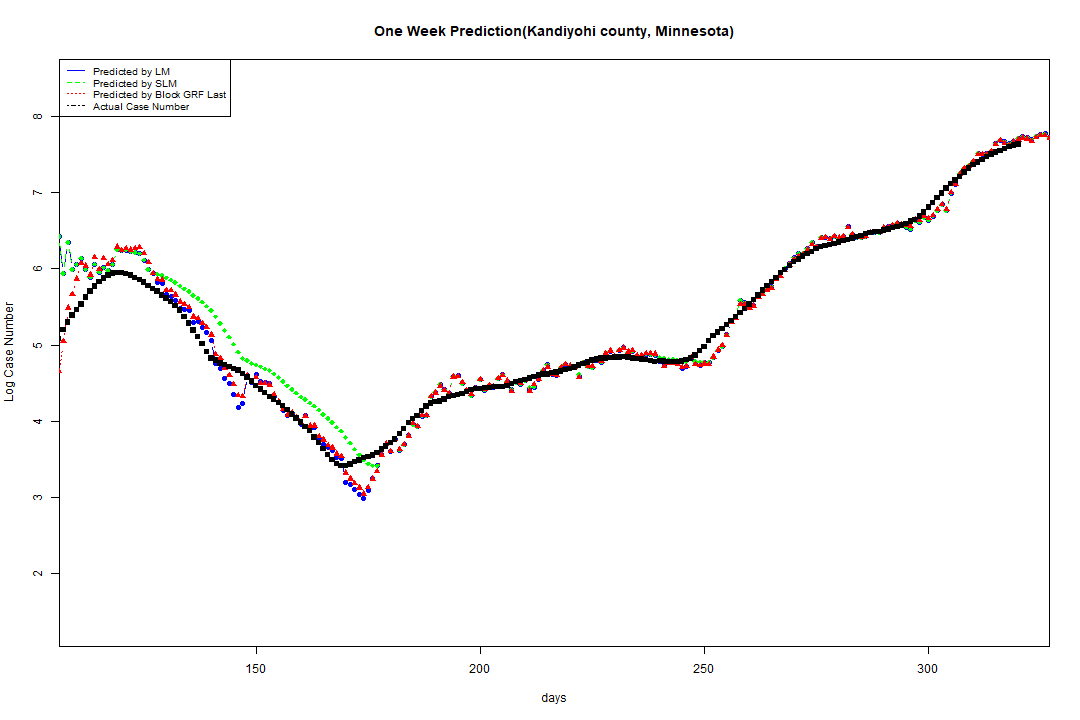 One Week Prediction(Kandiyohi county, Minnesota)
Predicted by LM
Predicted by SLM
Predicted by Block GRF Last
Actual Case Number
8
7
6
5
4
3
2
Log Case Number
150 200 250 300
days